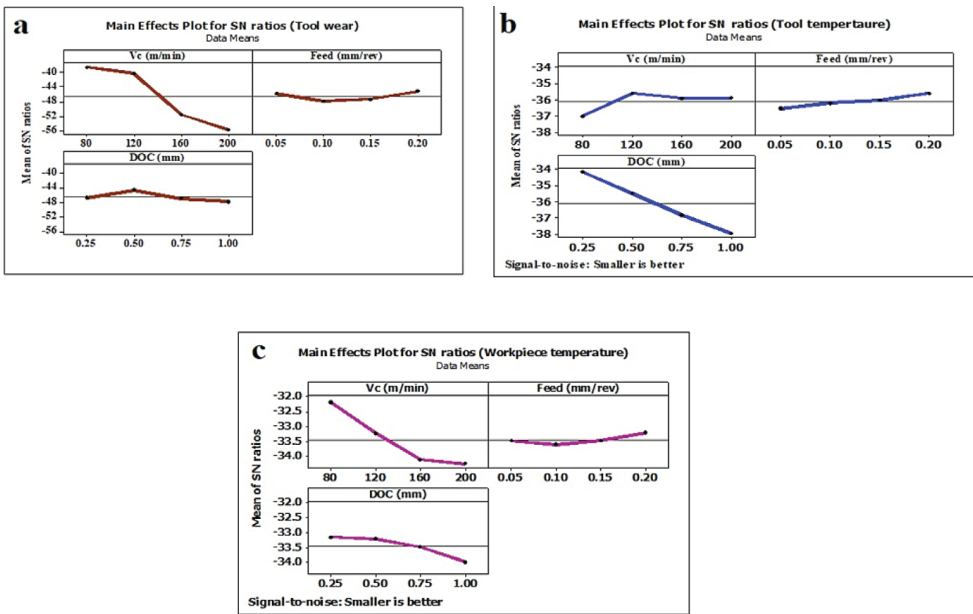 a
Main Effects Plot for SN ratios (Tool wear)
Data Means
Vc (m/min) Feed (mm/rev)
Mean of SN ratios
-40
-44
-48
-52
-56
80 120 160 200 0.05 0.10 0.15 0.20
DOC (mm)
-40
-44
-48
-52
-56
0.25 0.50 0.75 1.00
b
Main Effects Plot for SN ratios (Tool tempertaure)
Data Means
Vc (m/min) Feed (mm/rev)
Mean of SN ratios
-34
-35
-36
-37
-38
80 120 160 200 0.05 0.10 0.15 0.20
DOC (mm)
-34
-35
-36
-37
-38
0.25 0.50 0.75 1.00
Signal-to-noise: Smaller is better
c
Main Effects Plot for SN ratios (Workpiece temperature)
Data Means
Vc (m/min) Feed (mm/rev)
Mean of SN ratios
-32.0
-32.5
-33.0
-33.5
-34.0
80 120 160 200 0.05 0.10 0.15 0.20
DOC (mm)
-32.0
-32.5
-33.0
-33.5
-34.0
0.25 0.50 0.75 1.00
Signal-to-noise: Smaller is better